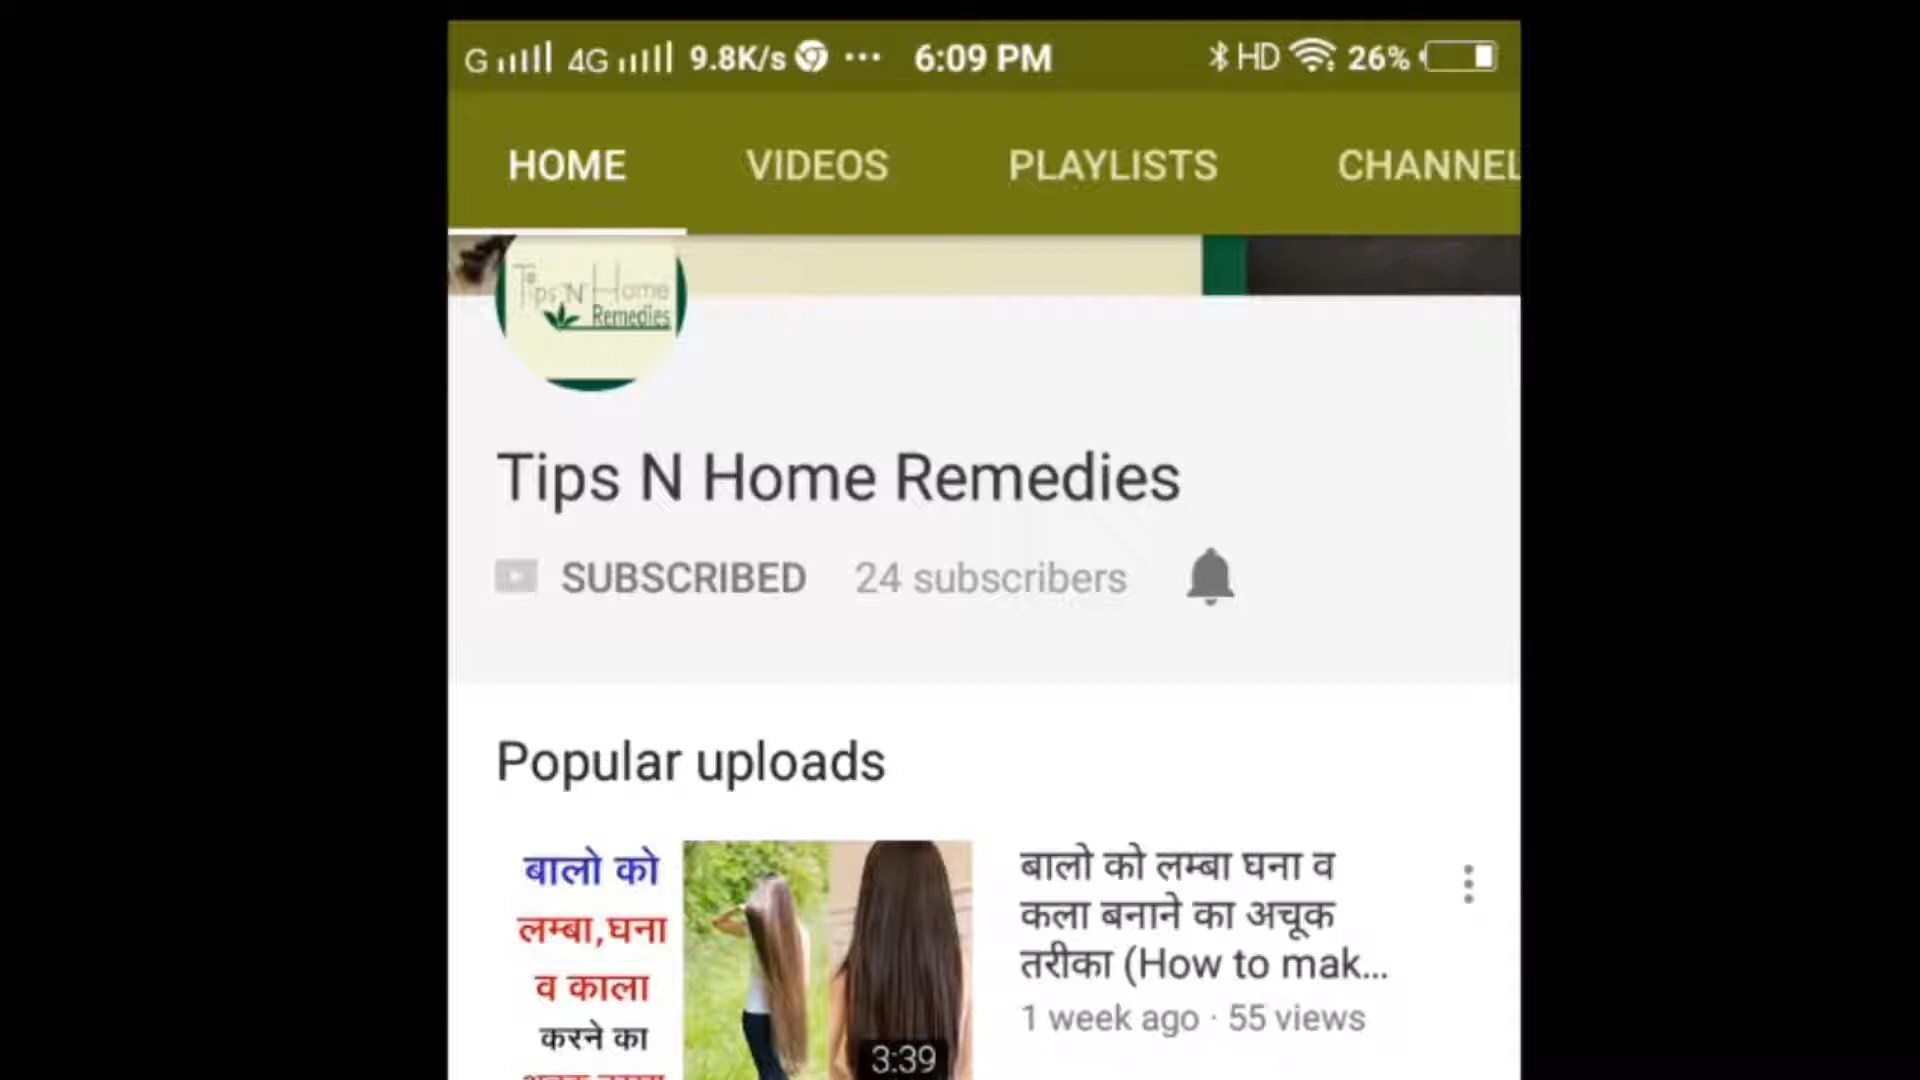 G 4G 9.8K/s ••• 6:09 PM HD 26%
HOME VIDEOS PLAYLISTS CHANNEL
Tips N Home
Remedies
Tips N Home Remedies
SUBSCRIBED 24 subscribers
Popular uploads
बालो को
लम्बा,घना
व काला
करने का
3:39
बालो को लम्बा घना व
कला बनाने का अचूक
तरीका (How to mak...
1 week ago · 55 views